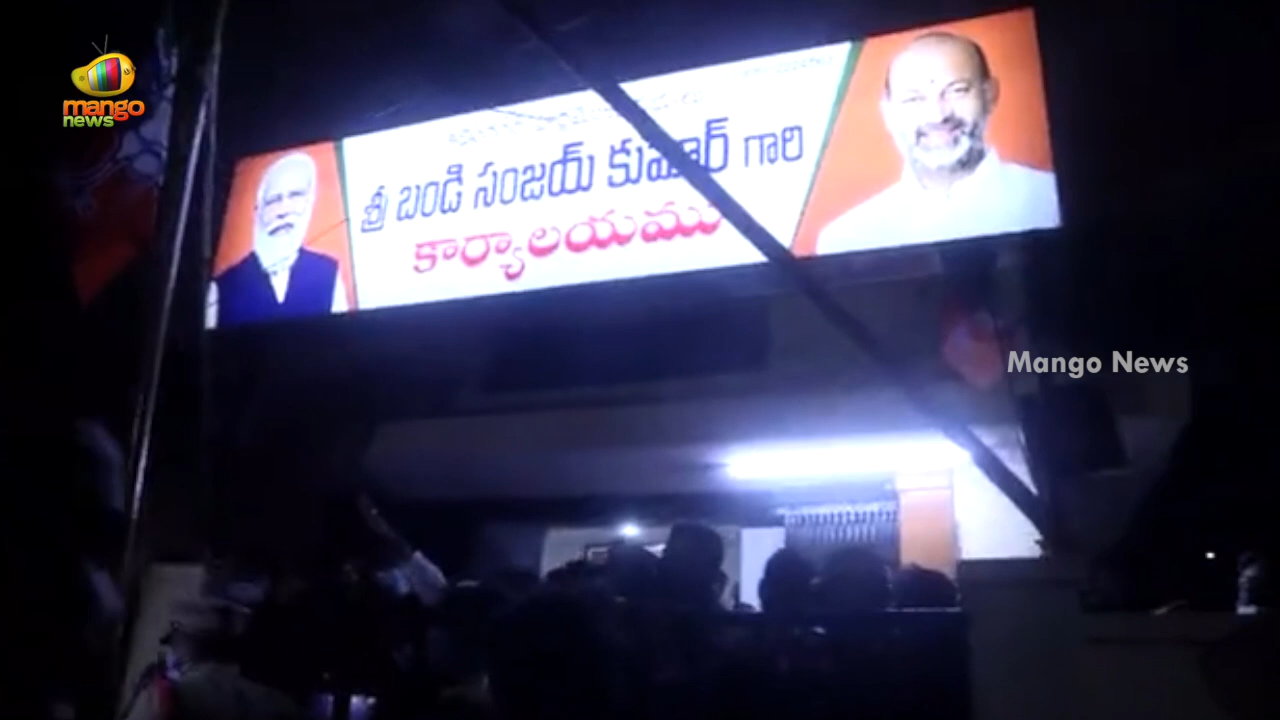 mango
news
శ్రీ బండి సంజయ్ కుమార్ గారి
కార్యాలయము
Mango News